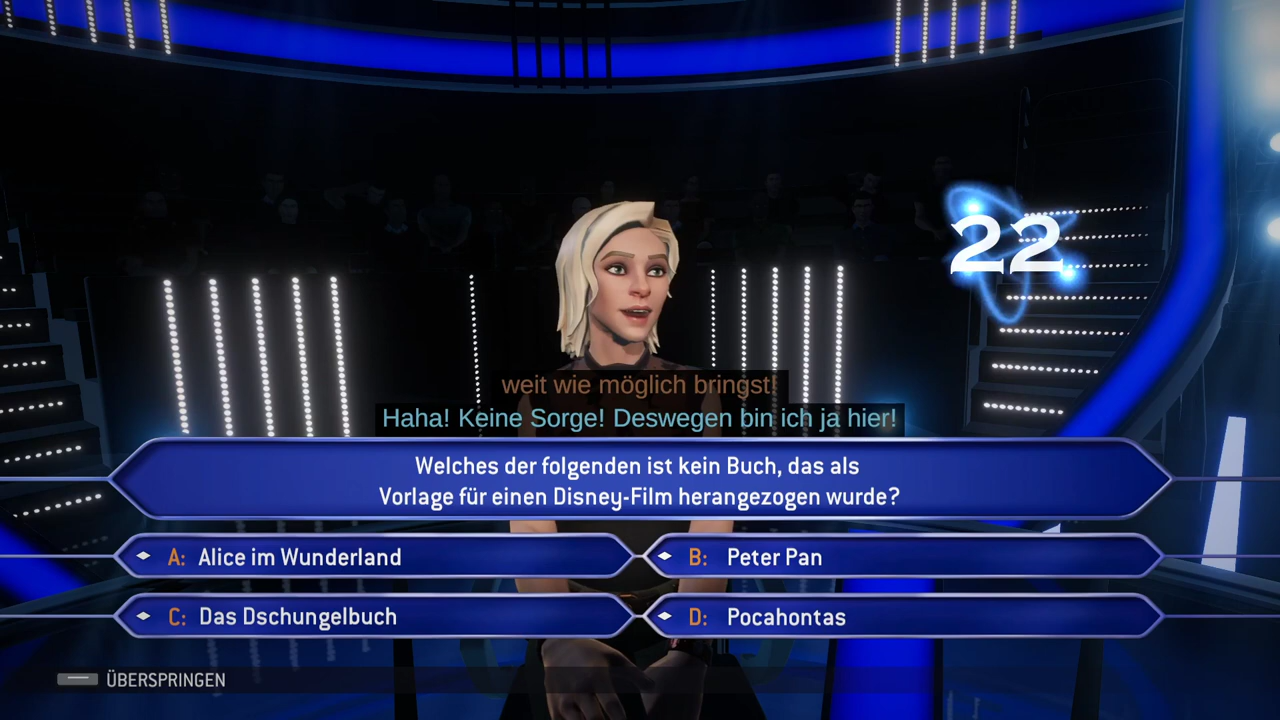 22
weit wie möglich bringst!
Haha! Keine Sorge! Deswegen bin ich ja hier!
Welches der folgenden ist kein Buch, das als
Vorlage für einen Disney-Film herangezogen wurde?
A: Alice im Wunderland
B: Peter Pan
C: Das Dschungelbuch
D: Pocahontas
ÜBERSPRINGEN